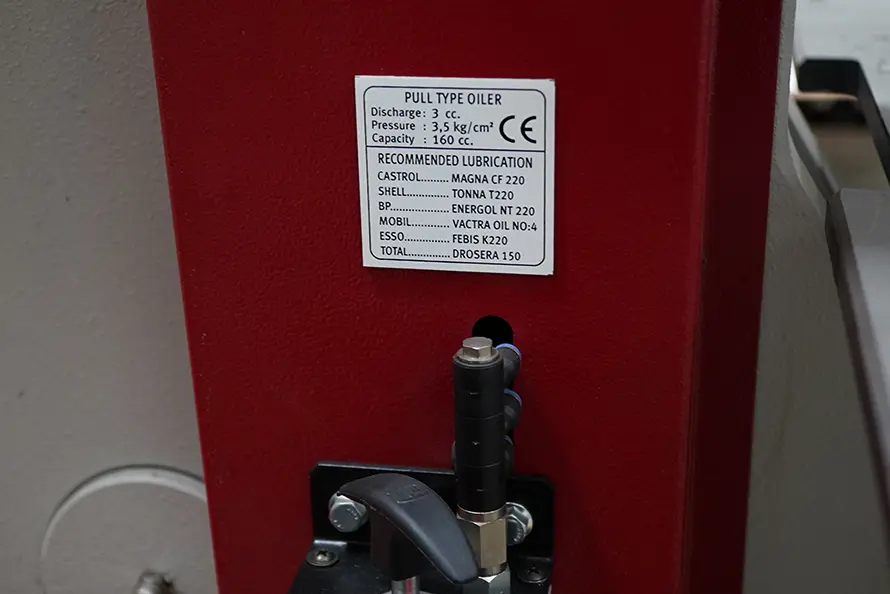 PULL TYPE OILER
Discharge: 3 cc.
Pressure : 3,5 kg/cm²
Capacity : 160 cc.
CE
RECOMMENDED LUBRICATION
CASTROL......... MAGNA CF 220
SHELL.............. TONNA T220
BP.................... ENERGOL NT 220
MOBIL............. VACTRA OIL NO:4
ESSO............... FEBIS K220
TOTAL............. DROSERA 150